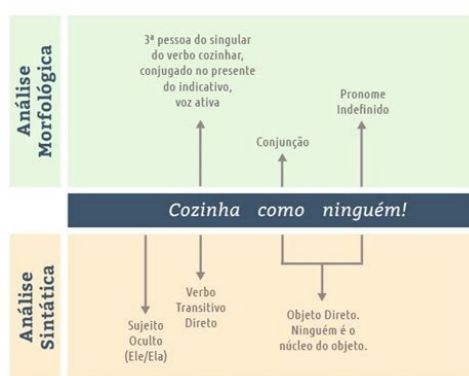 Análise
Morfológica
3ª pessoa do singular
do verbo cozinhar,
conjugado no presente
do indicativo,
voz ativa
Conjunção
Pronome
Indefinido
Cozinha como ninguém!
Análise
Sintática
Sujeito
Oculto
(Ele/Ela)
Verbo
Transitivo
Direto
Objeto Direto.
Ninguém é o
núcleo do objeto.